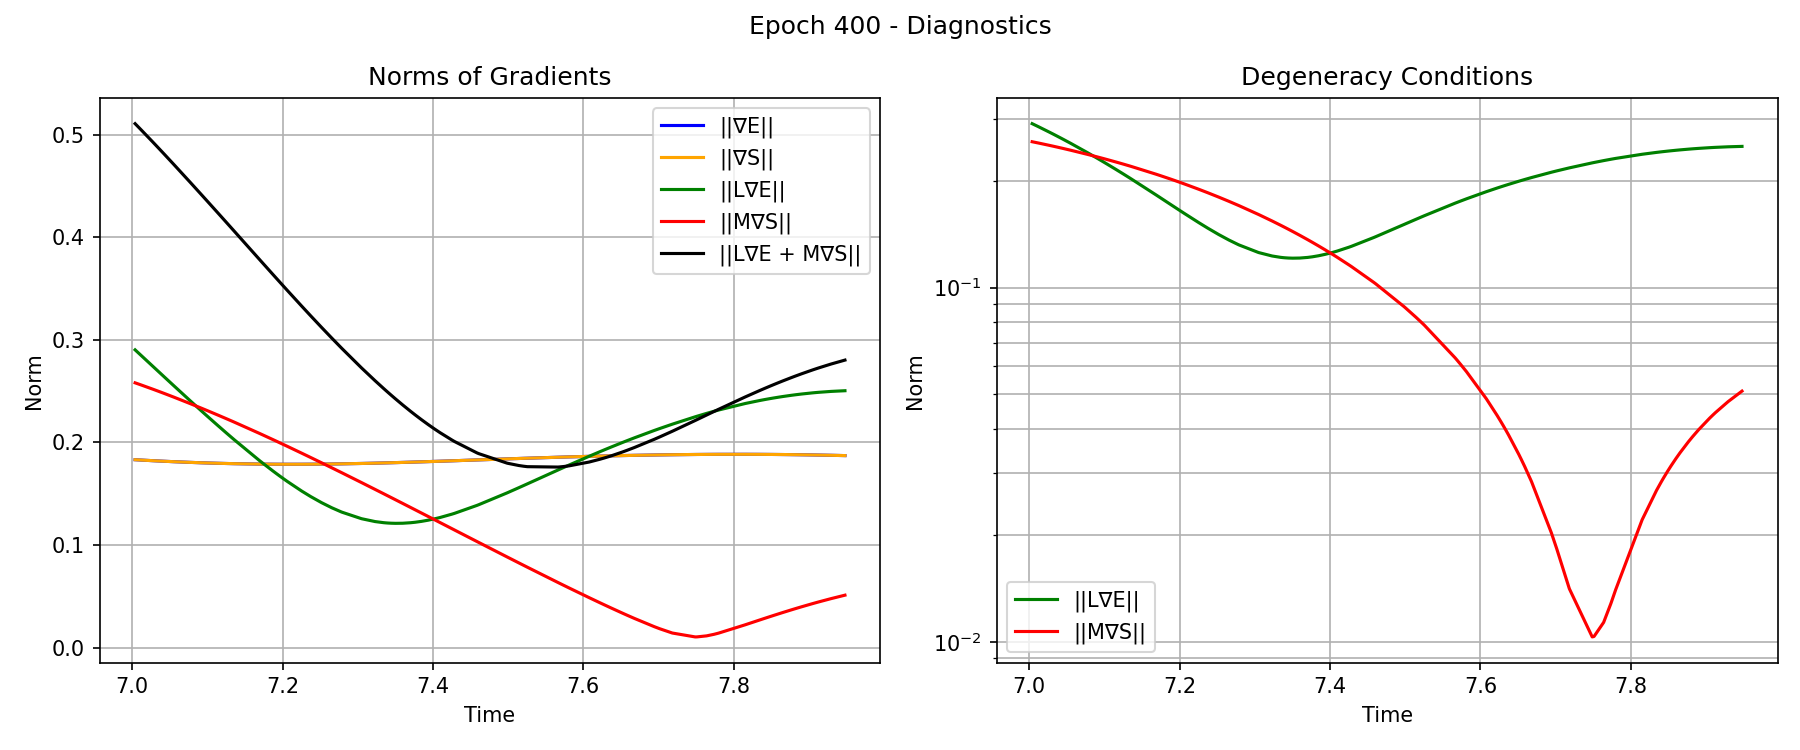 Epoch 400 - Diagnostics
Norms of Gradients
0.5
0.4
0.3
0.2
0.1
0.0
Norm
7.0 7.2 7.4 7.6 7.8
Time
||∇E||
||∇S||
||L∇E||
||M∇S||
||L∇E + M∇S||
Degeneracy Conditions
10⁻¹
10⁻²
Norm
7.0 7.2 7.4 7.6 7.8
Time
||L∇E||
||M∇S||